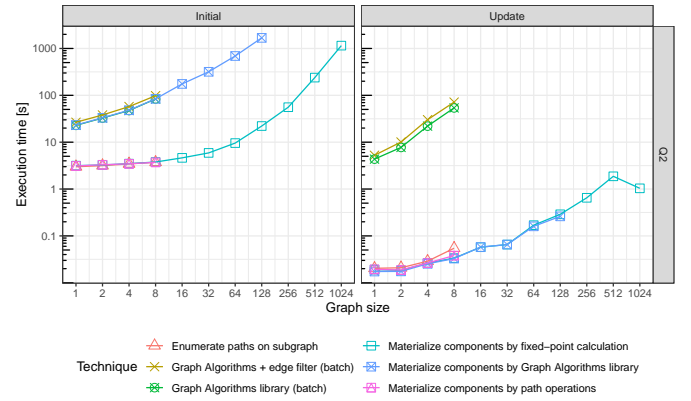 Initial
Update
Execution time [s]
1000
100
10
1
0.1
Q2
1 2 4 8 16 32 64 128 256 512 1024
1 2 4 8 16 32 64 128 256 512 1024
Graph size
Technique
Enumerate paths on subgraph
Graph Algorithms + edge filter (batch)
Graph Algorithms library (batch)
Materialize components by fixed−point calculation
Materialize components by Graph Algorithms library
Materialize components by path operations